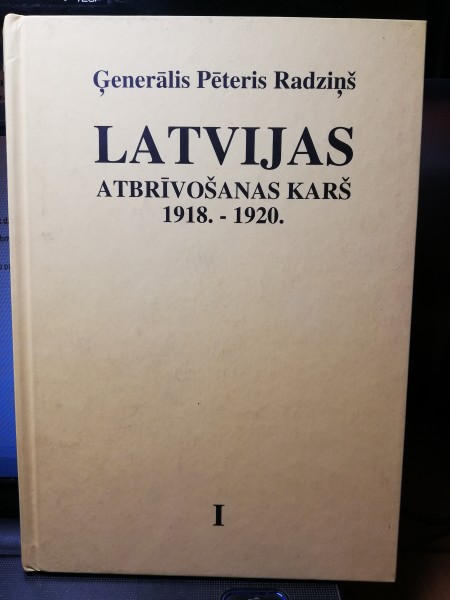 Ģenerālis Pēteris Radziņš
LATVIJAS
ATBRĪVOŠANAS KARŠ
1918. - 1920.
I